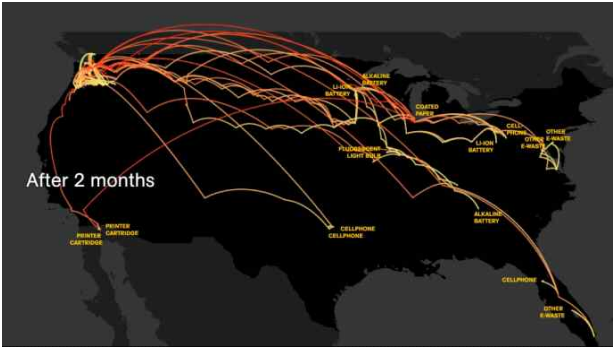 ALKALINE
BATTERY
LI-ION
BATTERY
COATED
PAPER
CELL-
PHONE
OTHER
E-WASTE
OTHER
E-WASTE
LI-ION
BATTERY
FLUORESCENT
LIGHT BULB
After 2 months
ALKALINE
BATTERY
PRINTER
CARTRIDGE
PRINTER
CARTRIDGE
CELLPHONE
CELLPHONE
CELLPHONE
OTHER
E-WASTE